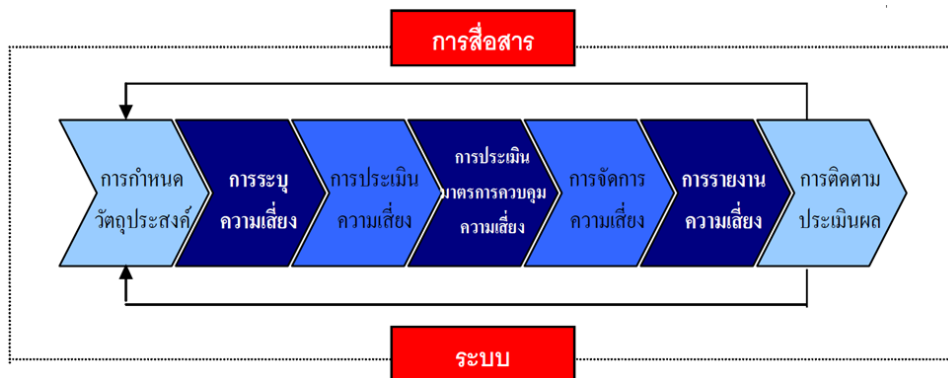 การสื่อสาร
การกำหนด
วัตถุประสงค์
การระบุ
ความเสี่ยง
การประเมิน
ความเสี่ยง
การประเมิน
มาตรการควบคุม
ความเสี่ยง
การจัดการ
ความเสี่ยง
การรายงาน
ความเสี่ยง
การติดตาม
ประเมินผล
ระบบ